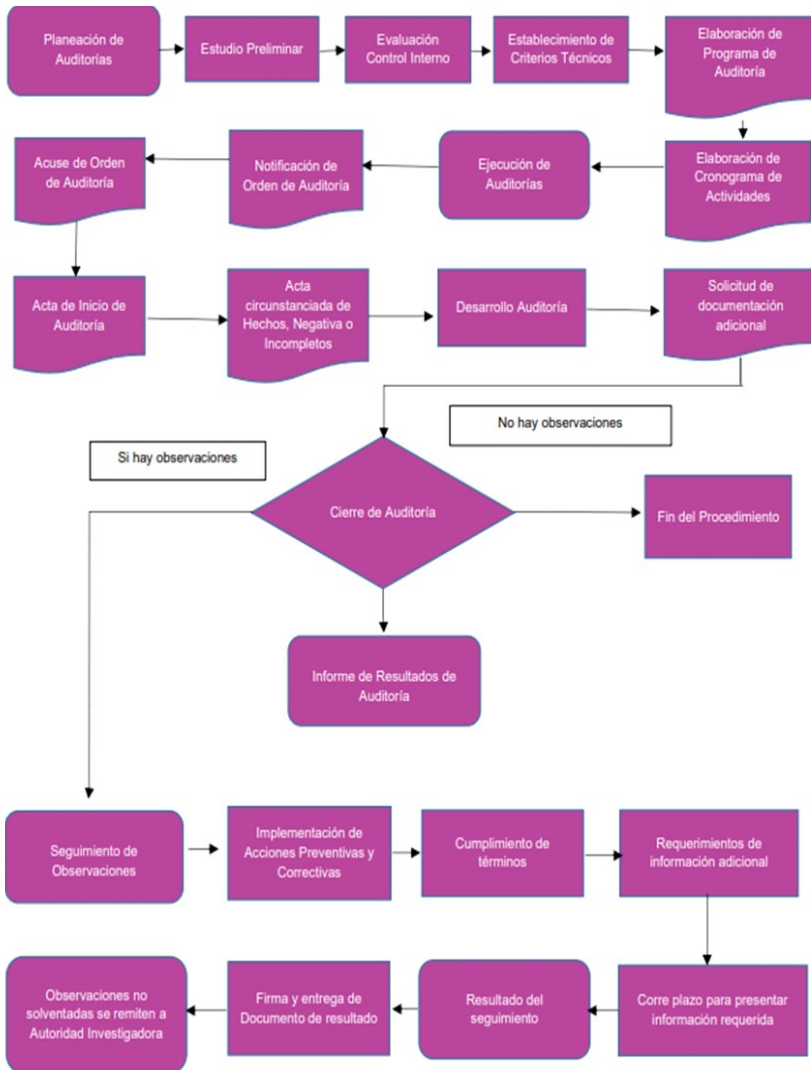 Planeación de
Auditorías
Estudio Preliminar
Evaluación
Control Interno
Establecimiento de
Criterios Técnicos
Elaboración de
Programa de
Auditoría
Elaboración de
Cronograma de
Actividades
Ejecución de
Auditorías
Notificación de
Orden de Auditoría
Acuse de Orden
de Auditoría
Acta de Inicio de
Auditoría
Acta
circunstanciada de
Hechos, Negativa o
Incompletos
Desarrollo Auditoría
Solicitud de
documentación
adicional
No hay observaciones
Si hay observaciones
Cierre de Auditoría
Fin del Procedimiento
Informe de Resultados de
Auditoría
Seguimiento de
Observaciones
Implementación de
Acciones Preventivas y
Correctivas
Cumplimiento de
términos
Requerimientos de
información adicional
Corre plazo para presentar
información requerida
Resultado del
seguimiento
Firma y entrega de
Documento de resultado
Observaciones no
solventadas se remiten a
Autoridad Investigadora